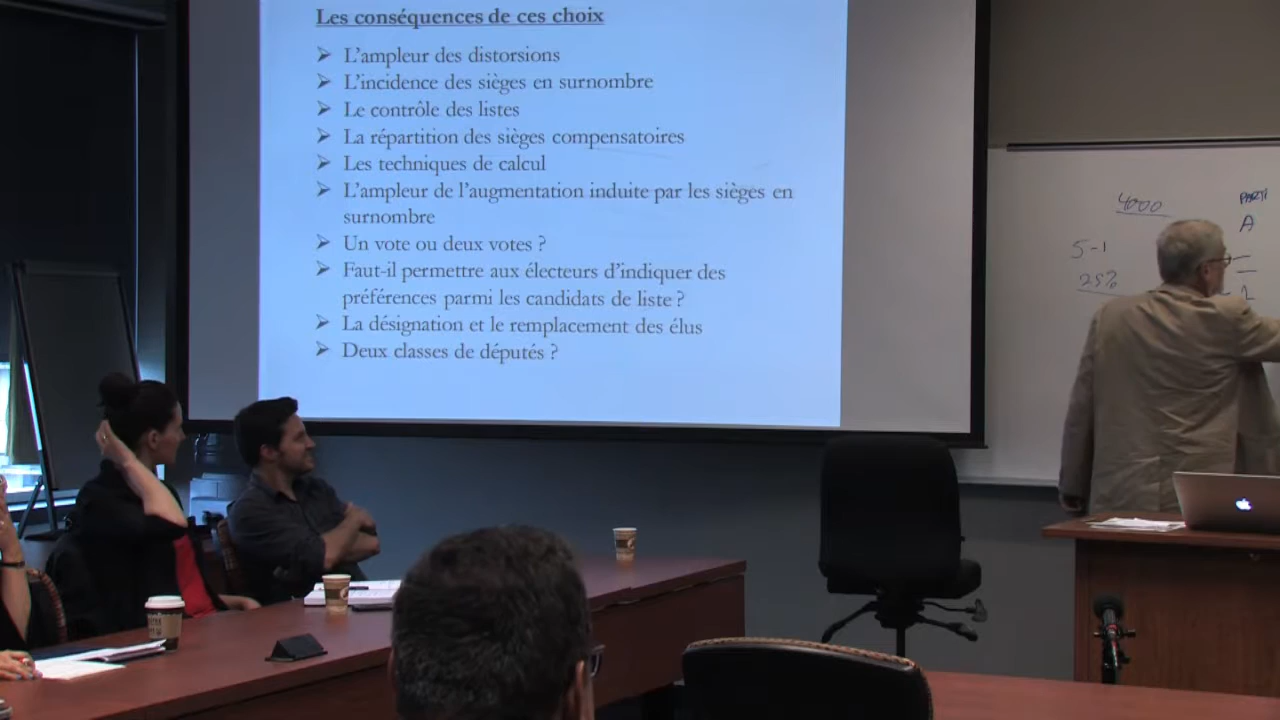 Les conséquences de ces choix
➢ L'ampleur des distorsions
➢ L'incidence des sièges en surnombre
➢ Le contrôle des listes
➢ La répartition des sièges compensatoires
➢ Les techniques de calcul
➢ L'ampleur de l'augmentation induite par les sièges en
surnombre
➢ Un vote ou deux votes ?
➢ Faut-il permettre aux électeurs d'indiquer des
préférences parmi les candidats de liste ?
➢ La désignation et le remplacement des élus
➢ Deux classes de députés ?
4000
PARTI
A
5-1
25%